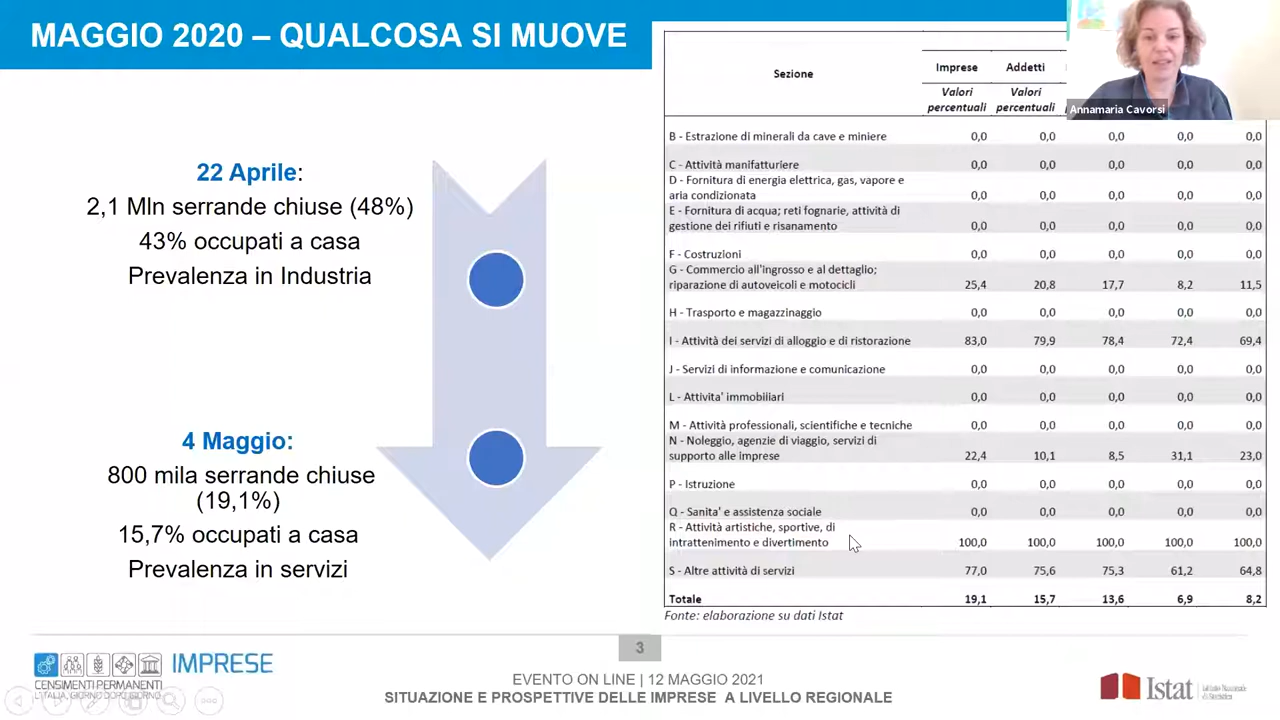 MAGGIO 2020 – QUALCOSA SI MUOVE
22 Aprile:
2,1 Mln serrande chiuse (48%)
43% occupati a casa
Prevalenza in Industria
4 Maggio:
800 mila serrande chiuse
(19,1%)
15,7% occupati a casa
Prevalenza in servizi
Sezione
Imprese Addetti
Valori percentuali Valori percentuali
Annamaria Cavorsi
B - Estrazione di minerali da cave e miniere 0,0 0,0 0,0 0,0 0,0
C - Attività manifatturiere 0,0 0,0 0,0 0,0 0,0
D - Fornitura di energia elettrica, gas, vapore e
aria condizionata 0,0 0,0 0,0 0,0 0,0
E - Fornitura di acqua; reti fognarie, attività di
gestione dei rifiuti e risanamento 0,0 0,0 0,0 0,0 0,0
F - Costruzioni 0,0 0,0 0,0 0,0 0,0
G - Commercio all'ingrosso e al dettaglio;
riparazione di autoveicoli e motocicli 25,4 20,8 17,7 8,2 11,5
H - Trasporto e magazzinaggio 0,0 0,0 0,0 0,0 0,0
I - Attività dei servizi di alloggio e di ristorazione 83,0 79,9 78,4 72,4 69,4
J - Servizi di informazione e comunicazione 0,0 0,0 0,0 0,0 0,0
L - Attivita' immobiliari 0,0 0,0 0,0 0,0 0,0
M - Attività professionali, scientifiche e tecniche 0,0 0,0 0,0 0,0 0,0
N - Noleggio, agenzie di viaggio, servizi di
supporto alle imprese 22,4 10,1 8,5 31,1 23,0
P - Istruzione 0,0 0,0 0,0 0,0 0,0
Q - Sanita' e assistenza sociale 0,0 0,0 0,0 0,0 0,0
R - Attività artistiche, sportive, di
intrattenimento e divertimento 100,0 100,0 100,0 100,0 100,0
S - Altre attività di servizi 77,0 75,6 75,3 61,2 64,8
Totale 19,1 15,7 13,6 6,9 8,2
Fonte: elaborazione su dati Istat
3
IMPRESE
CENSIMENTI PERMANENTI
L'ITALIA, GIORNO DOPO GIORNO
EVENTO ON LINE | 12 MAGGIO 2021
SITUAZIONE E PROSPETTIVE DELLE IMPRESE A LIVELLO REGIONALE
Istat
Istituto Nazionale
di Statistica